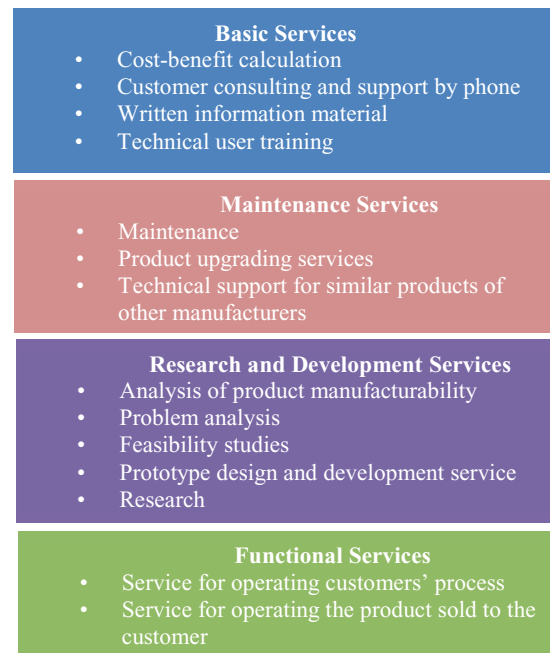 Basic Services
• Cost-benefit calculation
• Customer consulting and support by phone
• Written information material
• Technical user training
Maintenance Services
• Maintenance
• Product upgrading services
• Technical support for similar products of
other manufacturers
Research and Development Services
• Analysis of product manufacturability
• Problem analysis
• Feasibility studies
• Prototype design and development service
• Research
Functional Services
• Service for operating customers’ process
• Service for operating the product sold to the
customer